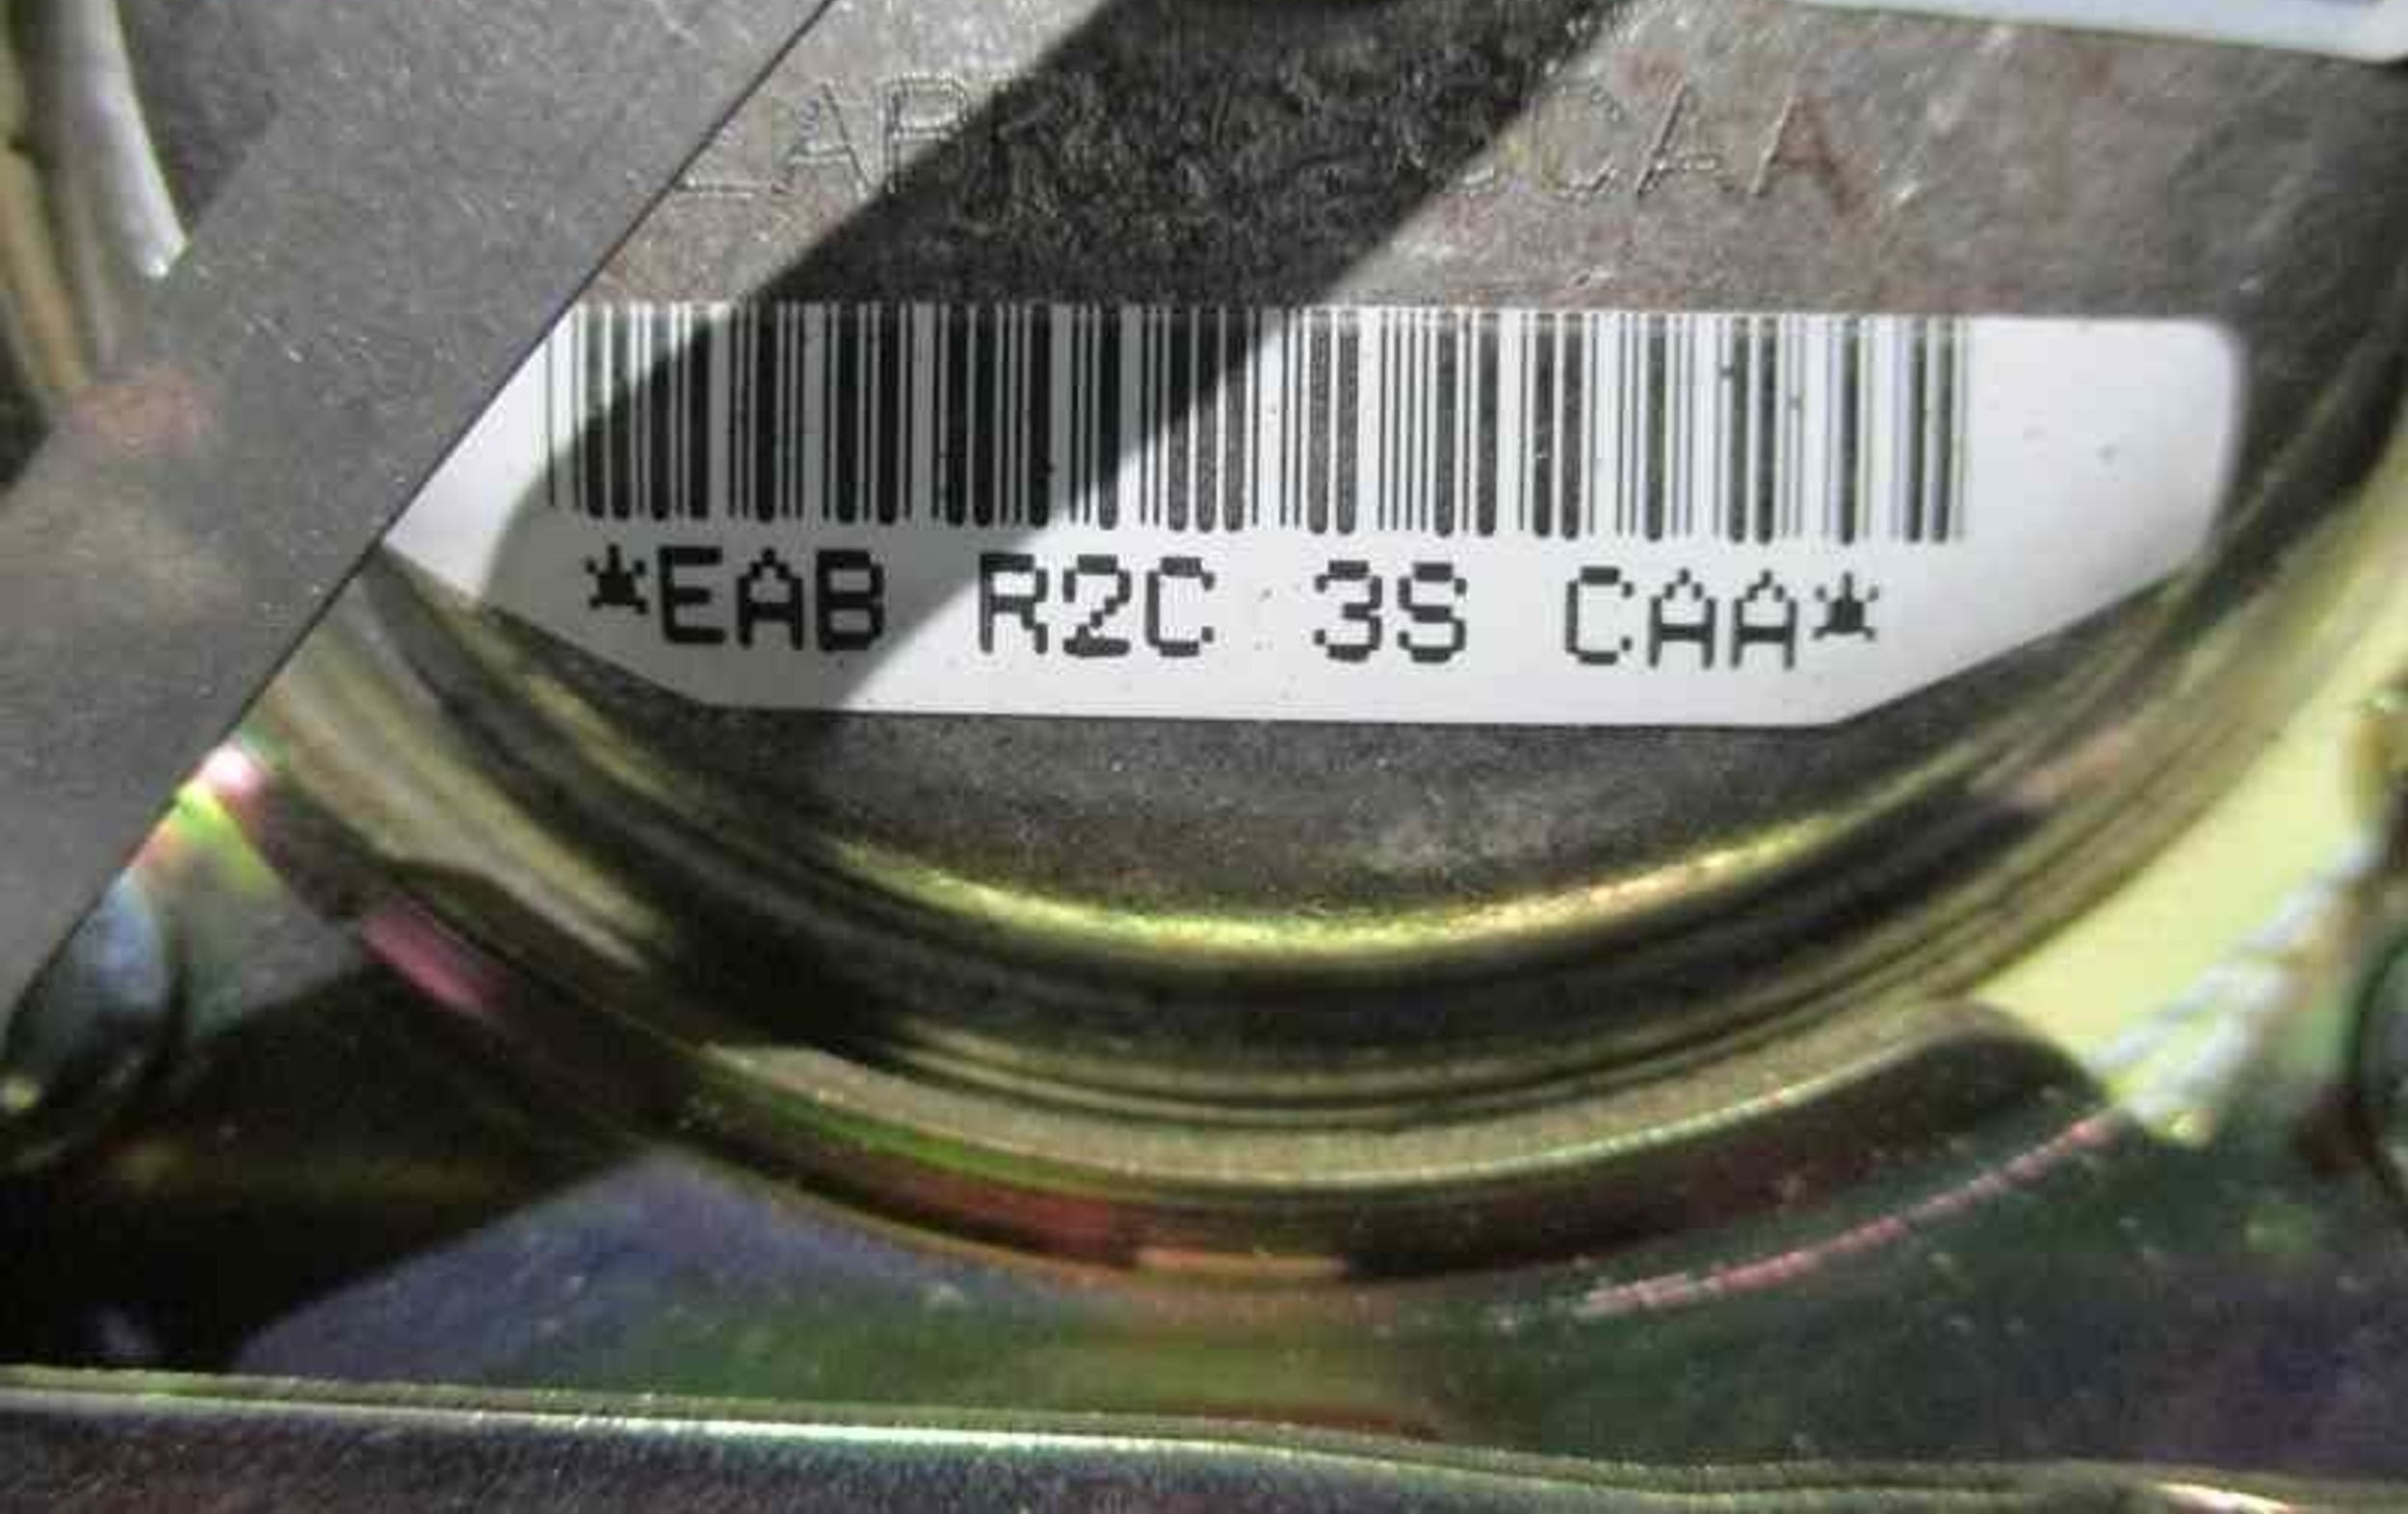 *EAB R2C 3S CAA*